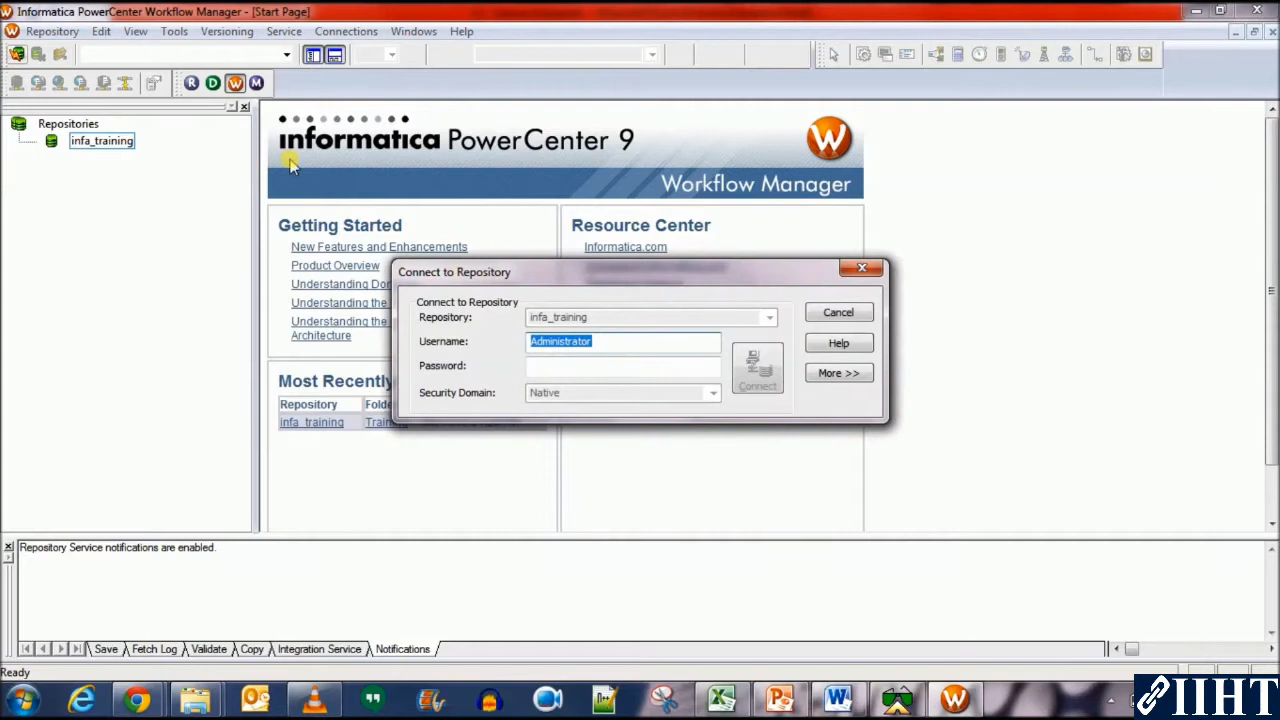 Informatica PowerCenter Workflow Manager - [Start Page]
Repository Edit View Tools Versioning Service Connections Windows Help
R D W M
Repositories
infa_training
informatica PowerCenter 9
W
Workflow Manager
Getting Started
Resource Center
New Features and Enhancements
Informatica.com
Product Overview
Understanding
Understanding the
Understanding the
Architecture
Most Recently
Repository
infa_training
Connect to Repository
Connect to Repository
Repository: infa_training
Username: Administrator
Password:
Security Domain: Native
Connect
Cancel
Help
More >>
Repository Service notifications are enabled.
Save Fetch Log Validate Copy Integration Service Notifications
Ready
IIHT